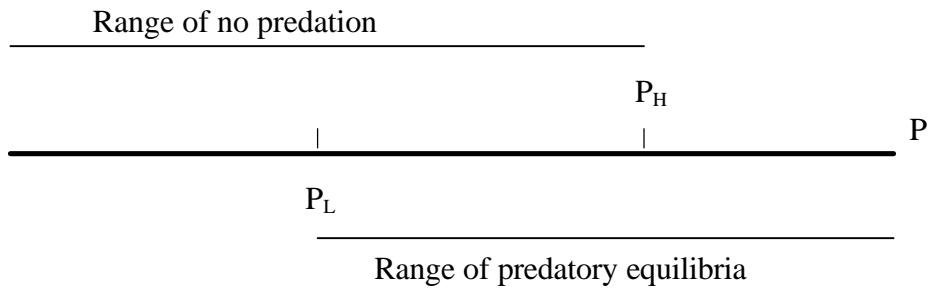 Range of no predation
P_H
P
P_L
Range of predatory equilibria